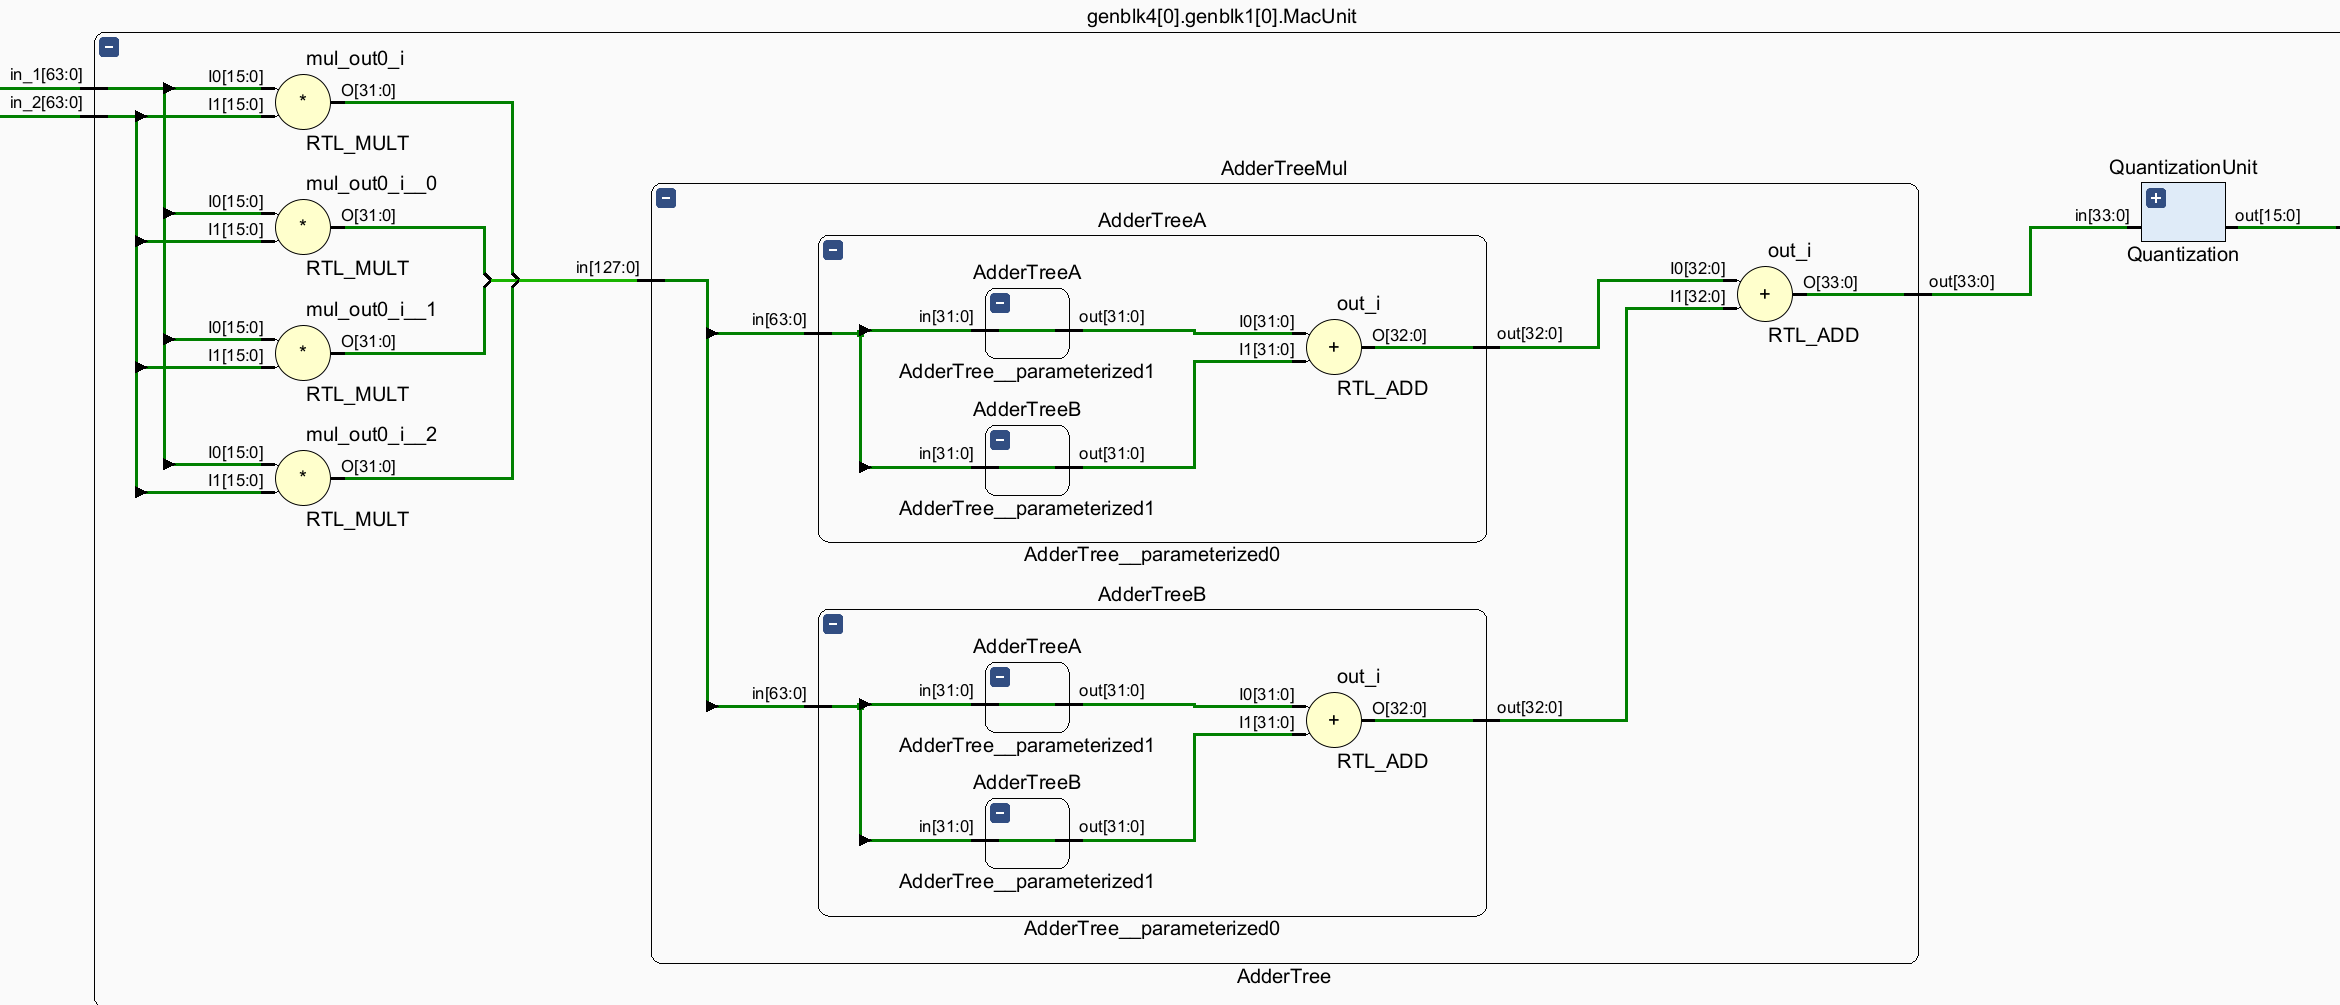 genblk4[0].genblk1[0].MacUnit
in_1[63:0]
in_2[63:0]
mul_out0_i
I0[15:0]
I1[15:0]
*
O[31:0]
RTL_MULT
mul_out0_i__0
I0[15:0]
I1[15:0]
*
O[31:0]
RTL_MULT
mul_out0_i__1
I0[15:0]
I1[15:0]
*
O[31:0]
RTL_MULT
mul_out0_i__2
I0[15:0]
I1[15:0]
*
O[31:0]
RTL_MULT
AdderTreeMul
in[127:0]
AdderTreeA
in[63:0]
AdderTreeA
in[31:0]
out[31:0]
AdderTree__parameterized1
AdderTreeB
in[31:0]
out[31:0]
AdderTree__parameterized1
out_i
I0[31:0]
I1[31:0]
+
O[32:0]
RTL_ADD
out[32:0]
AdderTree__parameterized0
AdderTreeB
in[63:0]
AdderTreeA
in[31:0]
out[31:0]
AdderTree__parameterized1
AdderTreeB
in[31:0]
out[31:0]
AdderTree__parameterized1
out_i
I0[31:0]
I1[31:0]
+
O[32:0]
RTL_ADD
out[32:0]
AdderTree__parameterized0
out_i
I0[32:0]
I1[32:0]
+
O[33:0]
RTL_ADD
out[33:0]
AdderTree
QuantizationUnit
in[33:0]
out[15:0]
Quantization